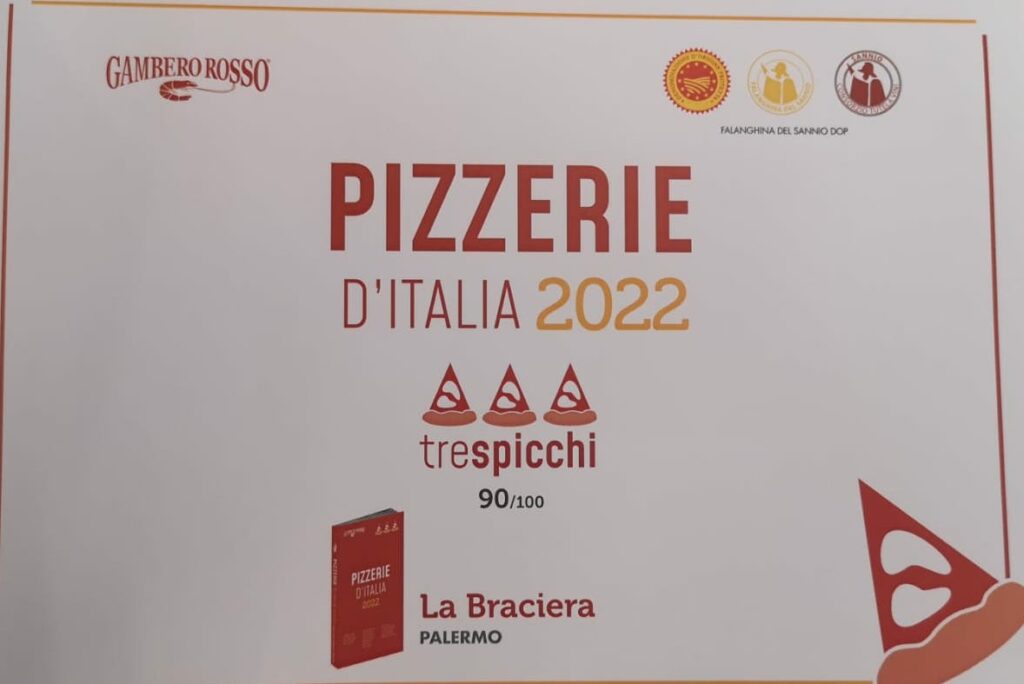 GAMBERO ROSSO
FALANGHINA DEL SANNIO DOP
PIZZERIE
D'ITALIA 2022
trespicchi
90/100
PIZZERIE
D'ITALIA
2022
La Braciera
PALERMO